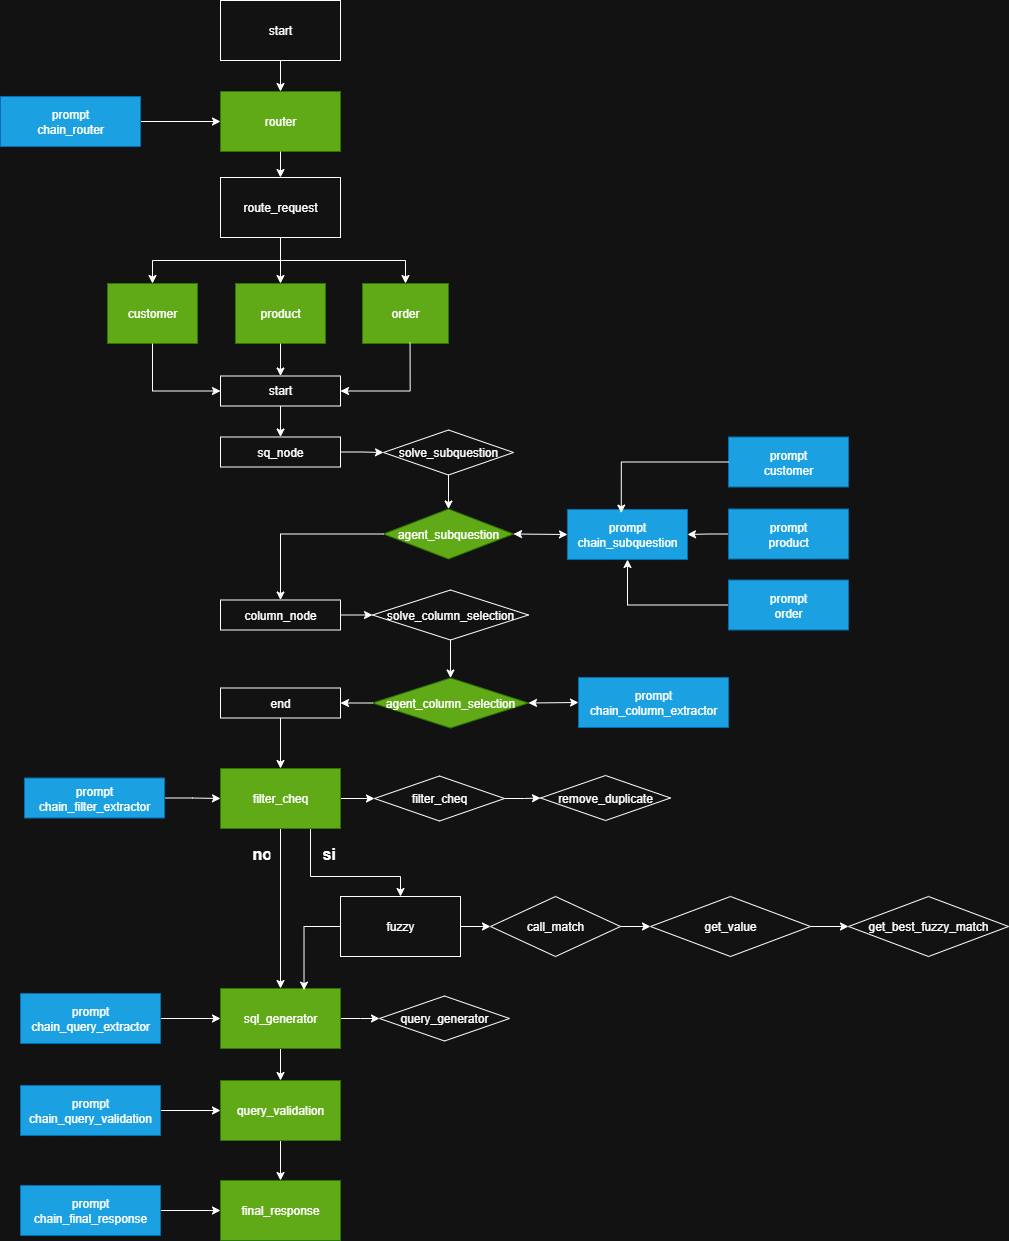 start
prompt
chain_router
router
route_request
customer
product
order
start
sq_node
solve_subquestion
prompt
customer
agent_subquestion
prompt
chain_subquestion
prompt
product
prompt
order
column_node
solve_column_selection
end
agent_column_selection
prompt
chain_column_extractor
prompt
chain_filter_extractor
filter_cheq
filter_cheq
remove_duplicate
no
si
fuzzy
call_match
get_value
get_best_fuzzy_match
prompt
chain_query_extractor
sql_generator
query_generator
prompt
chain_query_validation
query_validation
prompt
chain_final_response
final_response